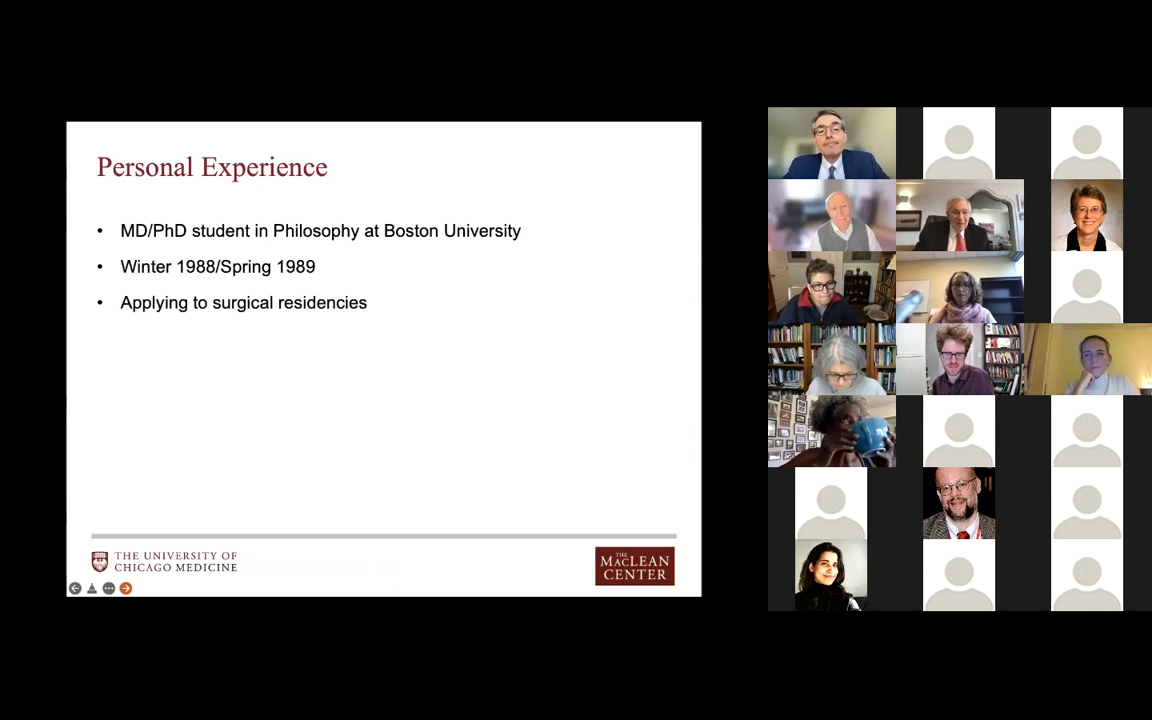 Personal Experience
• MD/PhD student in Philosophy at Boston University
• Winter 1988/Spring 1989
• Applying to surgical residencies
THE UNIVERSITY OF
CHICAGO MEDICINE
THE
MACLEAN
CENTER